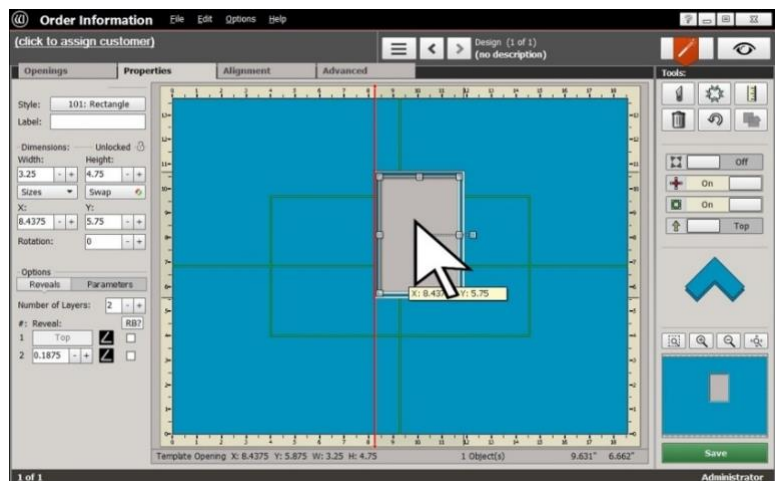 Order Information File Edit Options Help
(click to assign customer)
Design (1 of 1)
(no description)
Openings Properties Alignment Advanced
Tools:
Style: 101: Rectangle
Label:
Dimensions: Unlocked
Width: Height:
3.25 - + 4.75 - +
Sizes Swap
X: Y:
8.4375 - + 5.75 - +
Rotation: 0 - +
Options
Reveals Parameters
Number of Layers: 2 - +
#: Reveal: RB?
1 Top
2 0.1875 - +
Off
On
On
Top
X: 8.437 Y: 5.75
Template Opening X: 8.4375 Y: 5.875 W: 3.25 H: 4.75 1 Object(s) 9.631" 6.662"
Save
1 of 1 Administrator